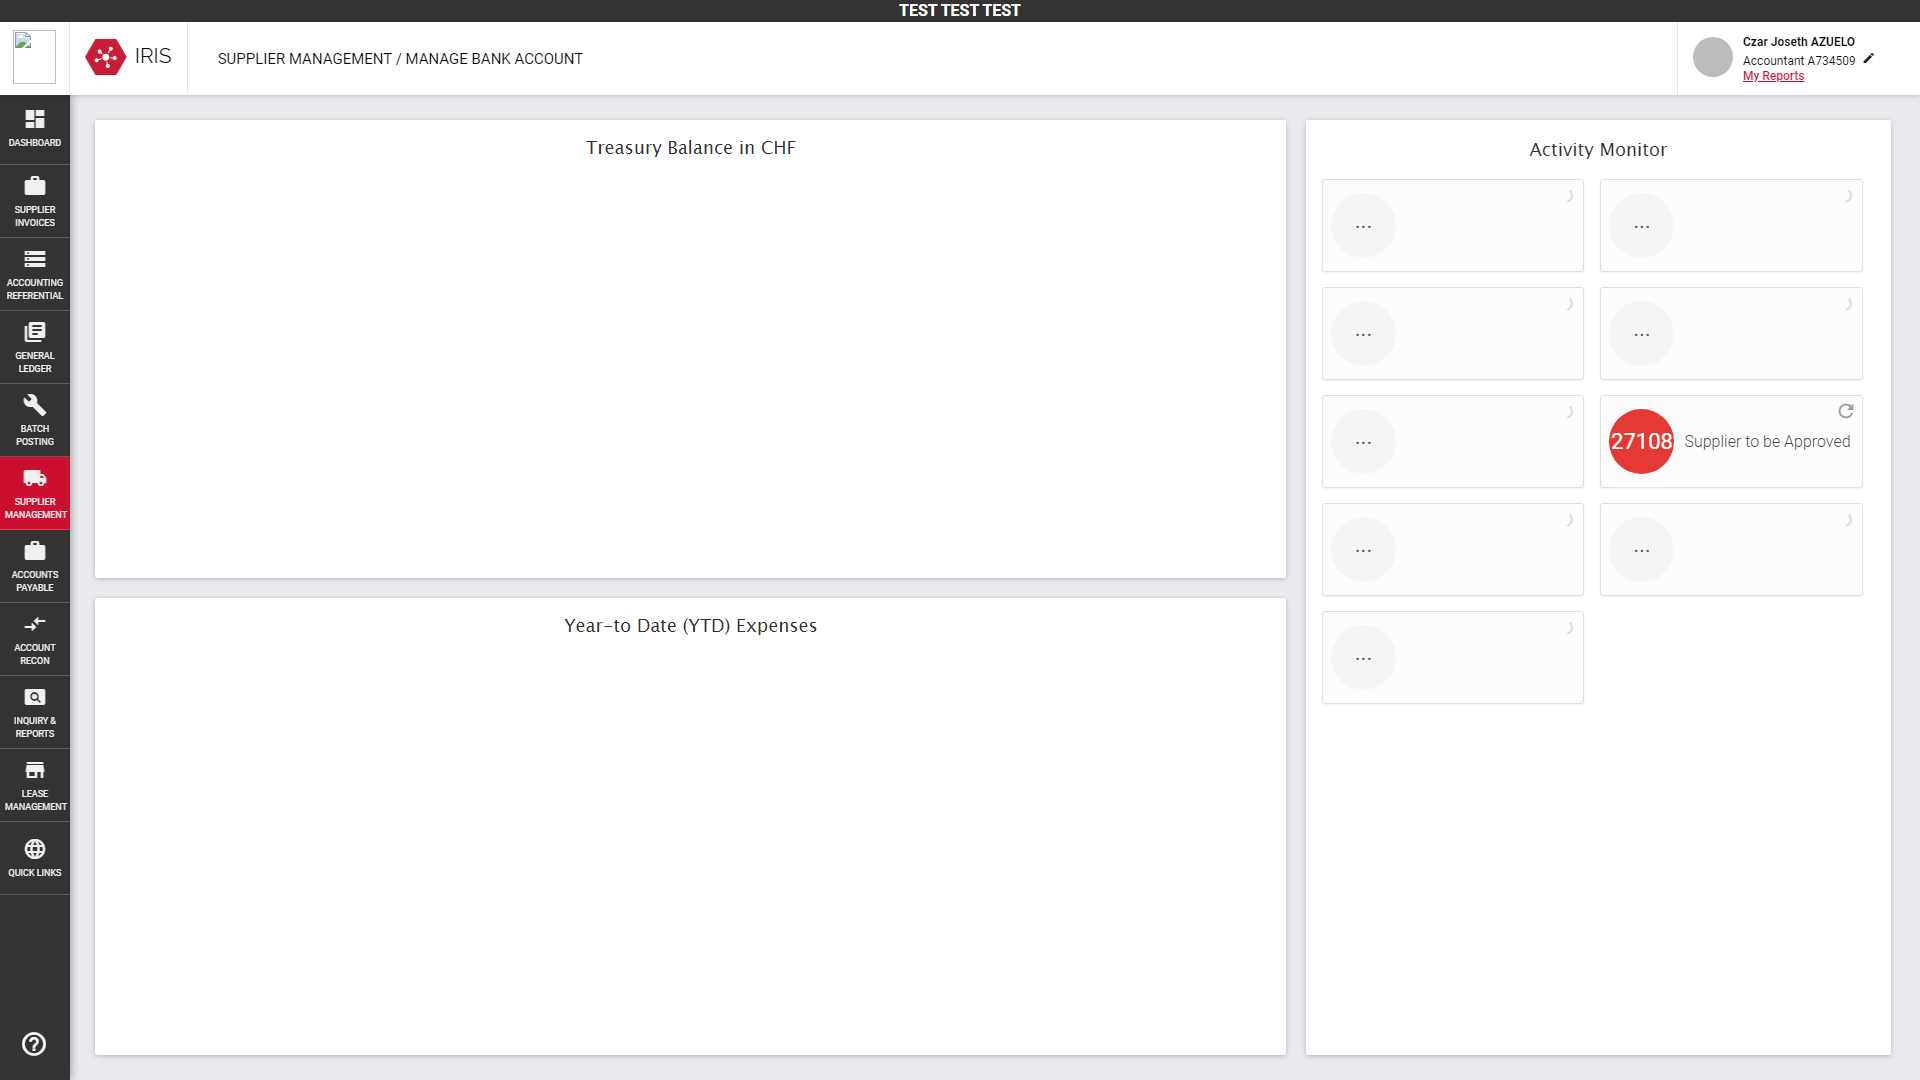 TEST TEST TEST
IRIS
SUPPLIER MANAGEMENT / MANAGE BANK ACCOUNT
Czar Joseth AZUELO
Accountant A734509
My Reports
DASHBOARD
SUPPLIER
INVOICES
ACCOUNTING
REFERENTIAL
GENERAL
LEDGER
BATCH
POSTING
SUPPLIER
MANAGEMENT
ACCOUNTS
PAYABLE
ACCOUNT
RECON
INQUIRY &
REPORTS
LEASE
MANAGEMENT
QUICK LINKS
Treasury Balance in CHF
Year-to Date (YTD) Expenses
Activity Monitor
...
...
...
...
...
27108 Supplier to be Approved
...
...
...